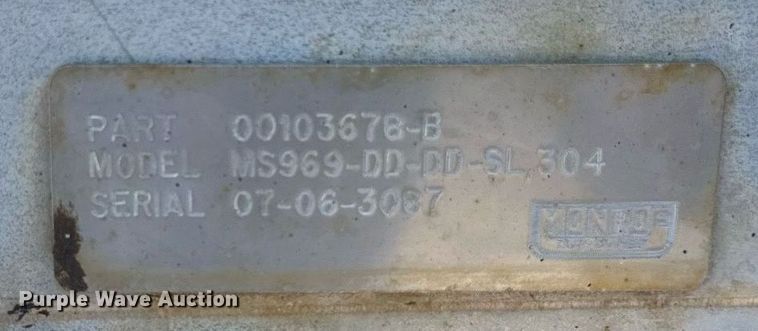 PART 00103678-B
MODEL MS969-DD-DD-SL,304
SERIAL 07-06-3087
MONROE
Purple Wave Auction